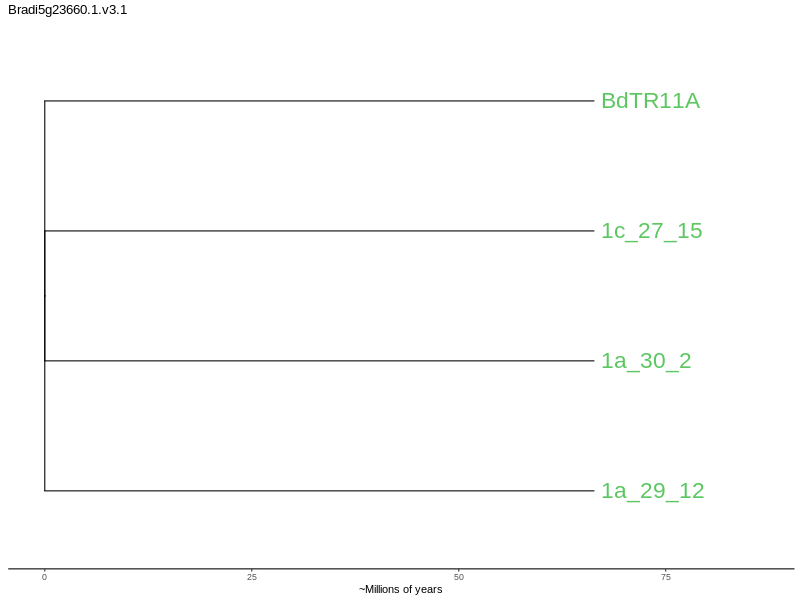 Bradi5g23660.1.v3.1
BdTR11A
1c_27_15
1a_30_2
1a_29_12
0 25 50 75
~Millions of years